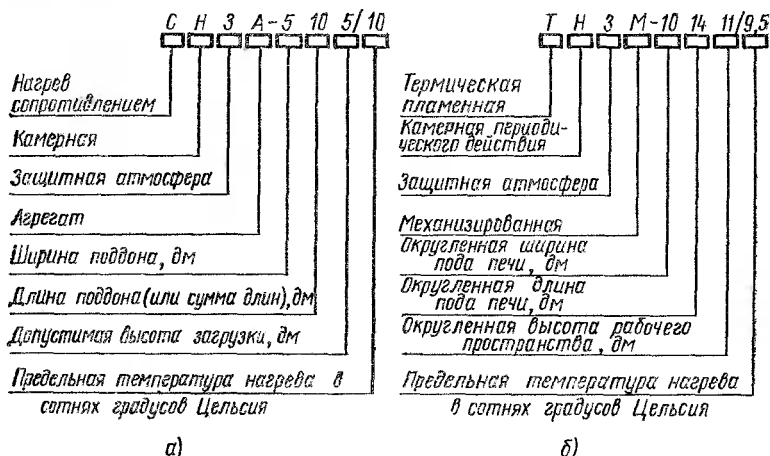 С Н З А-5 10 5/10
Нагрев
сопротивлением
Камерная
Защитная атмосфера
Агрегат
Ширина поддона, дм
Длина поддона (или сумма длин), дм
Допустимая высота загрузки, дм
Предельная температура нагрева в
сотнях градусов Цельсия
а)
Т Н З М-10 14 11/9,5
Термическая
пламенная
Камерная периоди-
ческого действия
Защитная атмосфера
Механизированная
Округленная ширина
пода печи, дм
Округленная длина
пода печи, дм
Округленная высота рабочего
пространства, дм
Предельная температура нагрева
в сотнях градусов Цельсия
б)